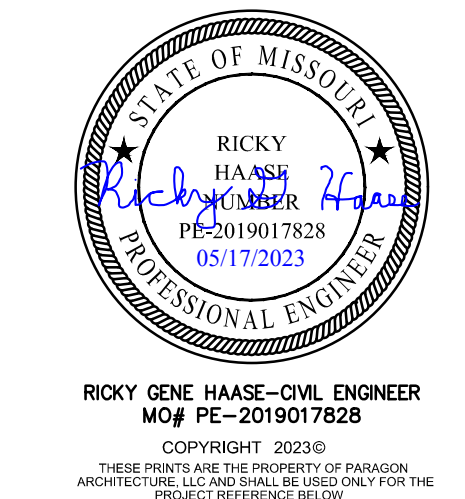 STATE OF MISSOURI
RICKY
HAASE
NUMBER
PE-2019017828
05/17/2023
Ricky G Haase
PROFESSIONAL ENGINEER
RICKY GENE HAASE-CIVIL ENGINEER
MO# PE-2019017828
COPYRIGHT 2023©
THESE PRINTS ARE THE PROPERTY OF PARAGON
ARCHITECTURE, LLC AND SHALL BE USED ONLY FOR THE
PROJECT REFERENCE BELOW